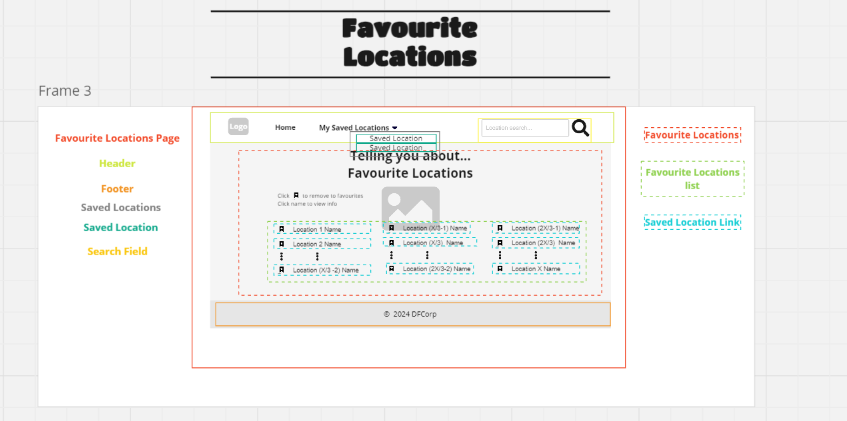 Favourite
Locations
Frame 3
Favourite Locations Page
Header
Footer
Saved Locations
Saved Location
Search Field
Logo
Home
My Saved Locations
Location search...
Saved Location
Saved Location
Telling you about...
Favourite Locations
Click to remove to favourites
Click name to view info
Location 1 Name
Location (X/3-1) Name
Location (2X/3-1) Name
Location 2 Name
Location (X/3) Name
Location (2X/3) Name
Location (X/3 -2) Name
Location (2X/3-2) Name
Location X Name
© 2024 DFCorp
Favourite Locations
Favourite Locations
list
Saved Location Link